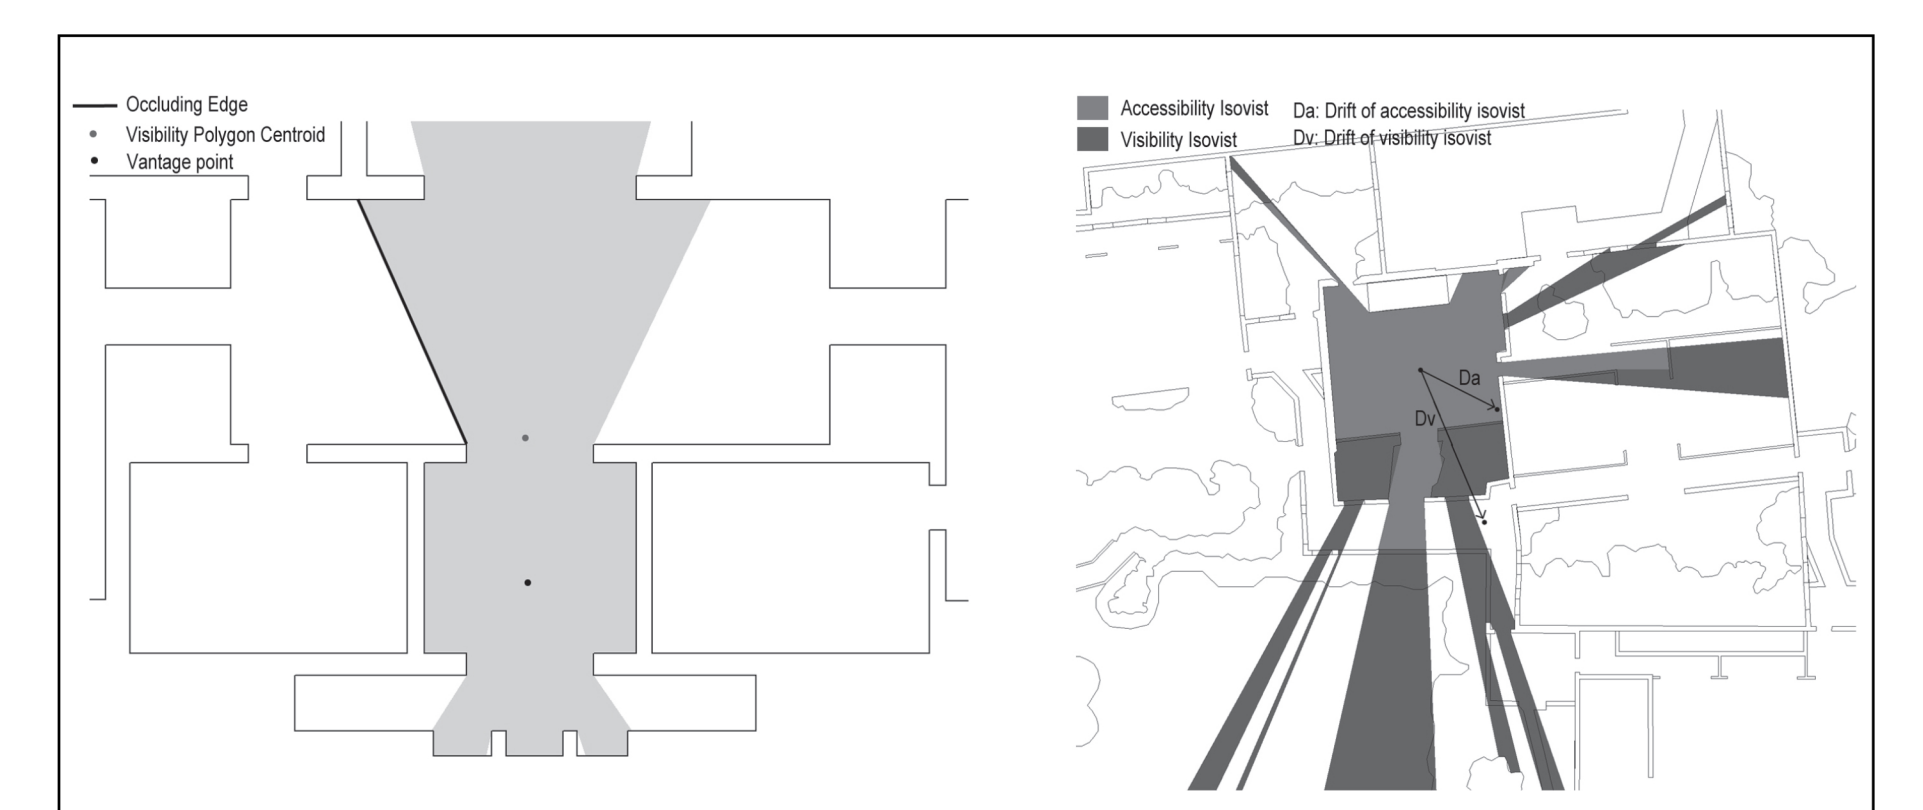 Occluding Edge
Visibility Polygon Centroid
Vantage point
Accessibility Isovist
Visibility Isovist
Da: Drift of accessibility isovist
Dv: Drift of visibility isovist
Da
Dv